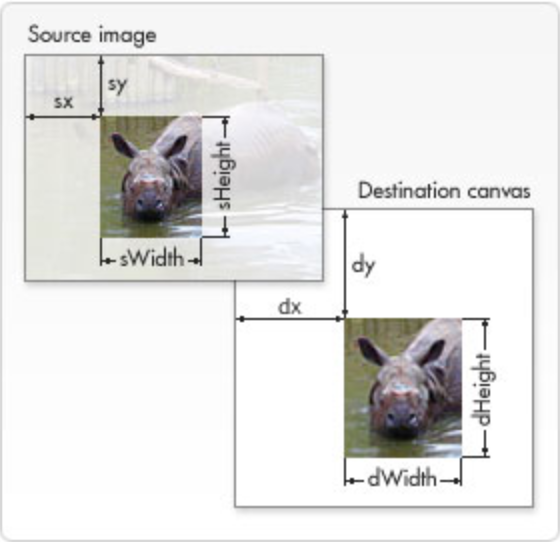 Source image
sy
sx
sHeight
sWidth
Destination canvas
dy
dx
dHeight
dWidth